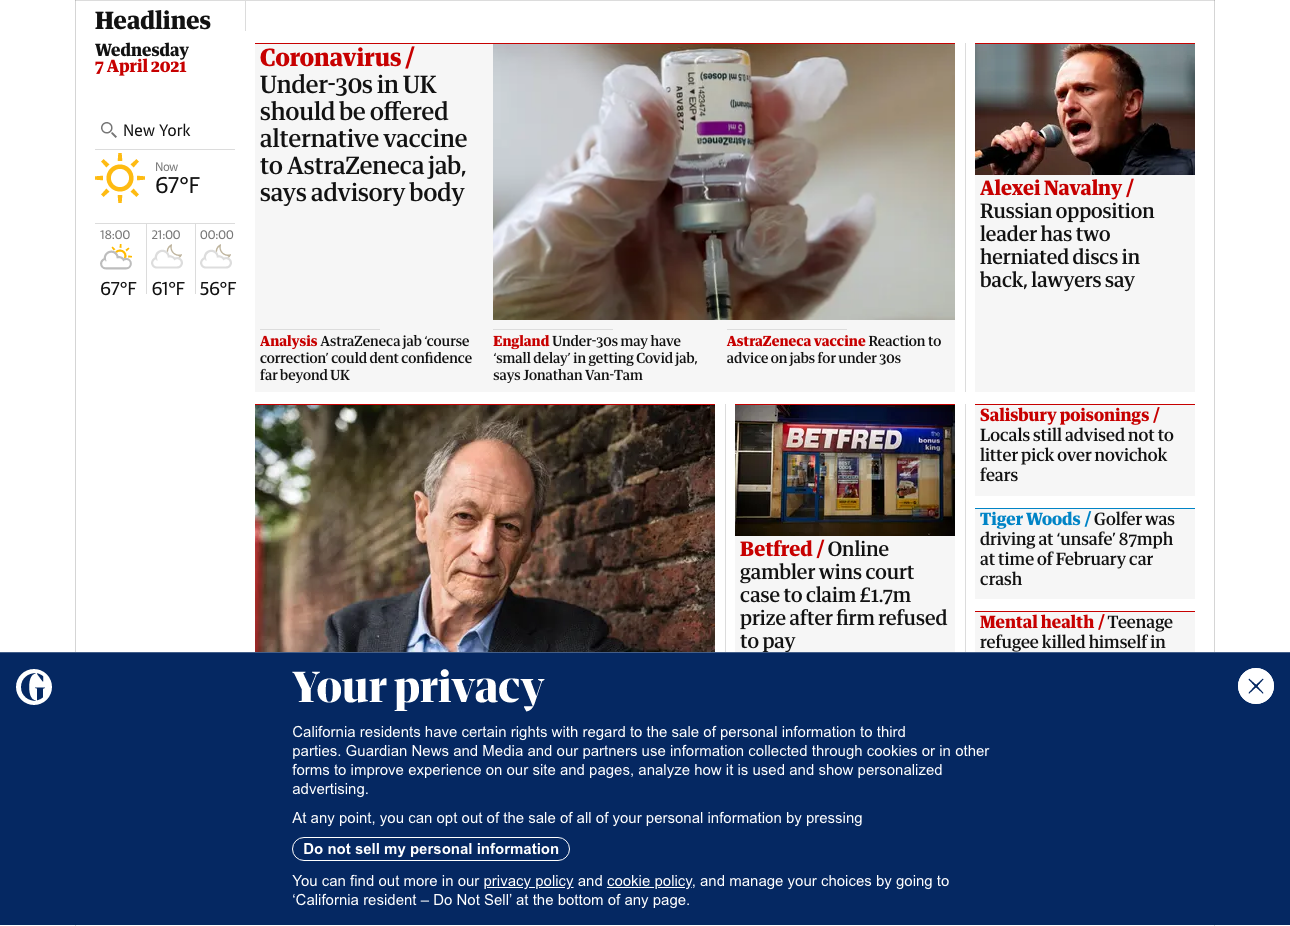 Headlines
Wednesday
7 April 2021
New York
Now
67°F
18:00
21:00
00:00
67°F
61°F
56°F
Coronavirus /
Under-30s in UK
should be offered
alternative vaccine
to AstraZeneca jab,
says advisory body
Analysis AstraZeneca jab ‘course
correction’ could dent confidence
far beyond UK
England Under-30s may have
‘small delay’ in getting Covid jab,
says Jonathan Van-Tam
AstraZeneca vaccine Reaction to
advice on jabs for under 30s
Alexei Navalny /
Russian opposition
leader has two
herniated discs in
back, lawyers say
BETFRED
the
bonus
king
Betfred / Online
gambler wins court
case to claim £1.7m
prize after firm refused
to pay
Salisbury poisonings /
Locals still advised not to
litter pick over novichok
fears
Tiger Woods / Golfer was
driving at ‘unsafe’ 87mph
at time of February car
crash
Mental health / Teenage
refugee killed himself in
Your privacy
California residents have certain rights with regard to the sale of personal information to third
parties. Guardian News and Media and our partners use information collected through cookies or in other
forms to improve experience on our site and pages, analyze how it is used and show personalized
advertising.
At any point, you can opt out of the sale of all of your personal information by pressing
Do not sell my personal information
You can find out more in our privacy policy and cookie policy, and manage your choices by going to
‘California resident – Do Not Sell’ at the bottom of any page.